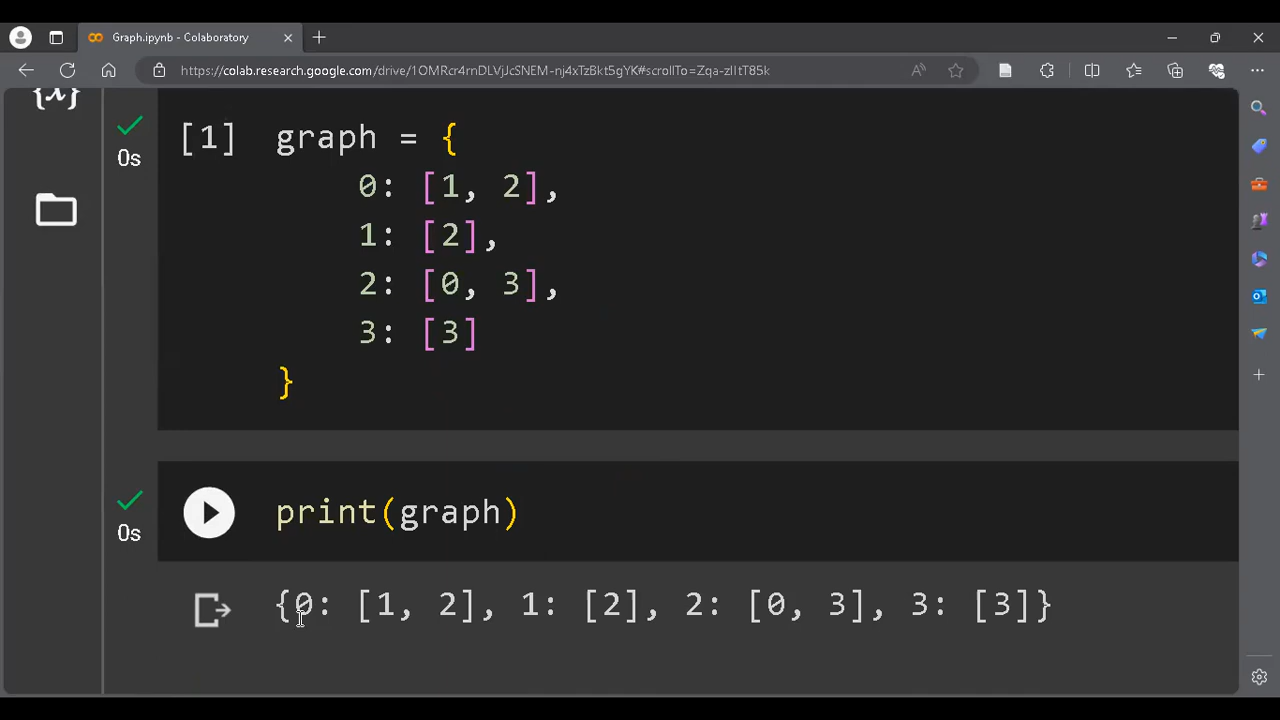 Graph.ipynb - Colaboratory
https://colab.research.google.com/drive/1OMRcr4rnDLVjJcSNEM-nj4xTzBkt5gYK#scrollTo=Zqa-zlItT85k
{x}
0s
[1] graph = {
0: [1, 2],
1: [2],
2: [0, 3],
3: [3]
}
0s
print(graph)
{0: [1, 2], 1: [2], 2: [0, 3], 3: [3]}